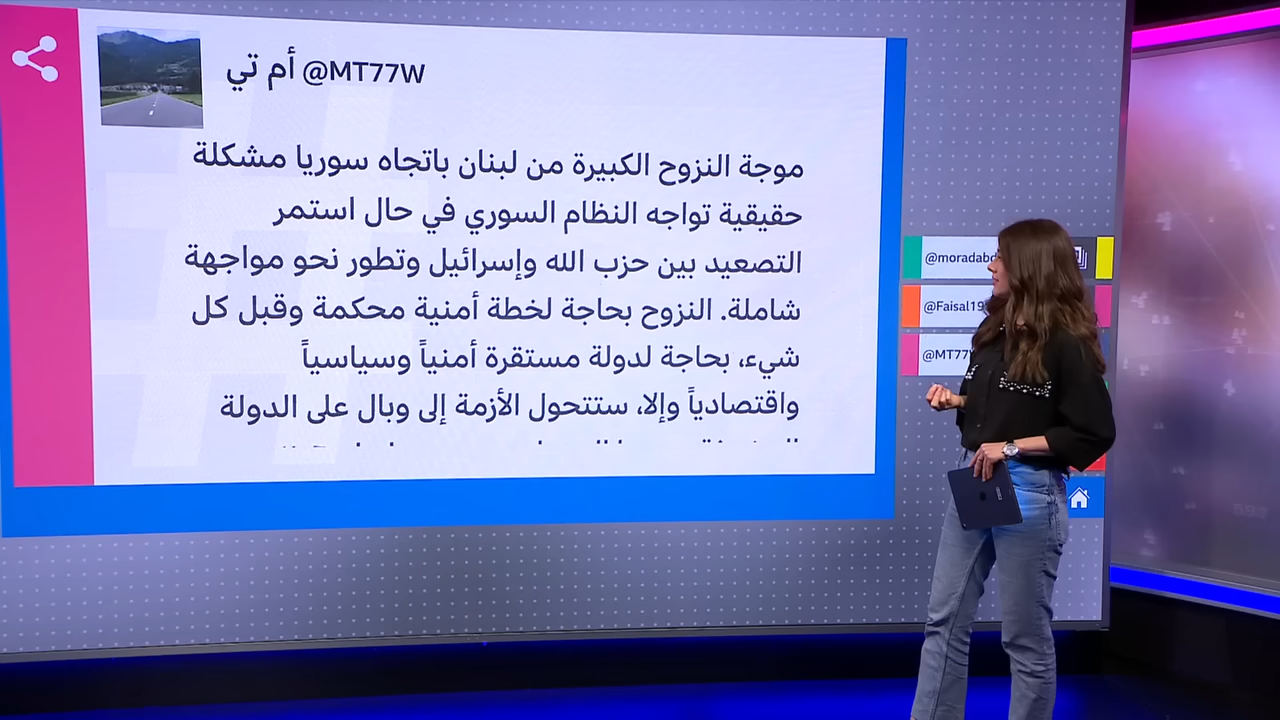 أم تي @MT77W
موجة النزوح الكبيرة من لبنان باتجاه سوريا مشكلة
حقيقية تواجه النظام السوري في حال استمر
التصعيد بين حزب الله وإسرائيل وتطور نحو مواجهة
شاملة. النزوح بحاجة لخطة أمنية محكمة وقبل كل
شيء، بحاجة لدولة مستقرة أمنياً وسياسياً
واقتصادياً وإلا، ستتحول الأزمة إلى وبال على الدولة
@moradabd
@Faisal19
@MT77